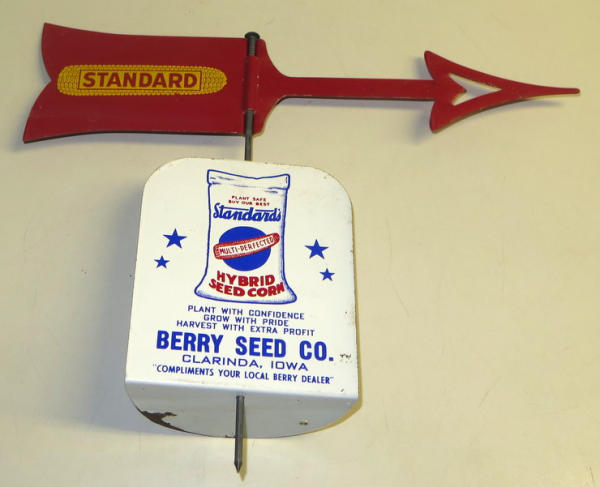 STANDARD
PLANT SAFE
BUY OUR BEST
Standard's
MULTI-PERFECTED
HYBRID
SEED CORN
PLANT WITH CONFIDENCE
GROW WITH PRIDE
HARVEST WITH EXTRA PROFIT
BERRY SEED CO.
CLARINDA, IOWA
"COMPLIMENTS YOUR LOCAL BERRY DEALER"